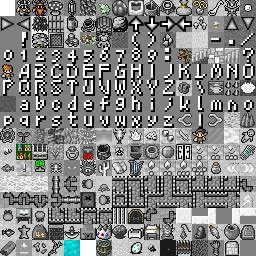 !
0 1 2 3 4 5 6 7 8 9 : ?
A B C D E F G H I J K L M N O
P Q R S T U V W X Y Z
a b c d e f g h i j k l m n o
p q r s t u v w x y z < | >